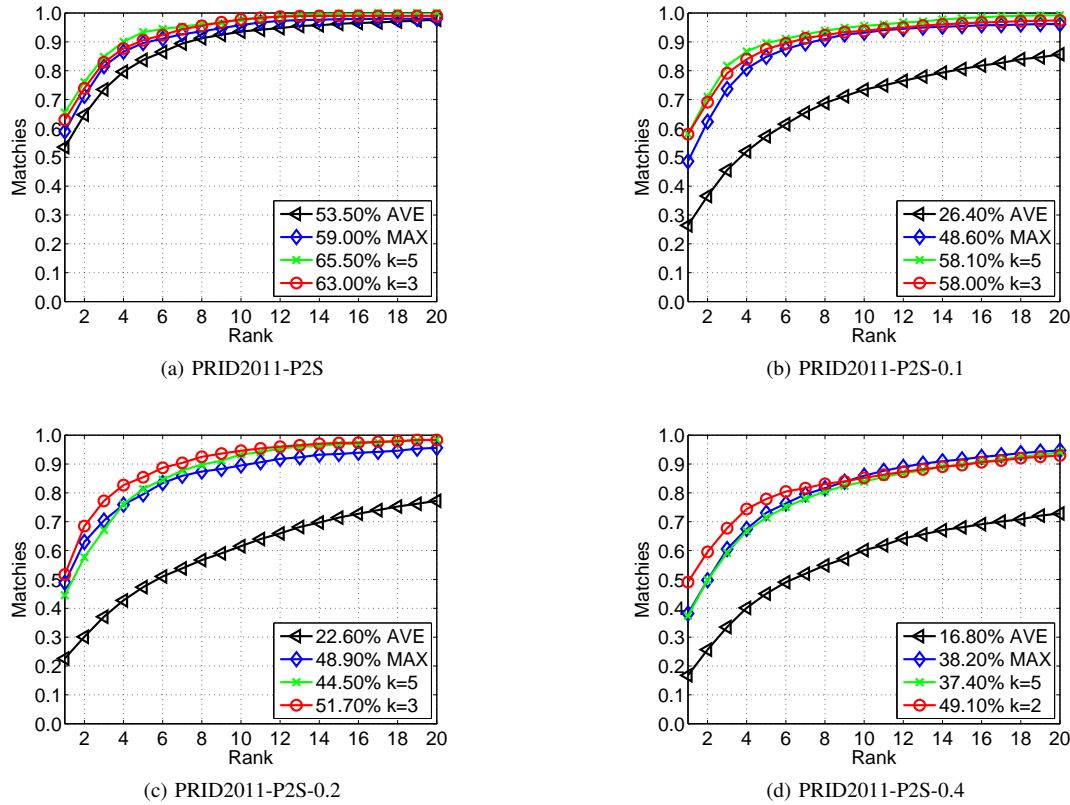 1.0
0.9
0.8
0.7
0.6
0.5
0.4
0.3
0.2
0.1
0.0
Matchies
53.50% AVE
59.00% MAX
65.50% k=5
63.00% k=3
2 4 6 8 10 12 14 16 18 20
Rank
(a) PRID2011-P2S
1.0
0.9
0.8
0.7
0.6
0.5
0.4
0.3
0.2
0.1
0.0
Matchies
26.40% AVE
48.60% MAX
58.10% k=5
58.00% k=3
2 4 6 8 10 12 14 16 18 20
Rank
(b) PRID2011-P2S-0.1
1.0
0.9
0.8
0.7
0.6
0.5
0.4
0.3
0.2
0.1
0.0
Matchies
22.60% AVE
48.90% MAX
44.50% k=5
51.70% k=3
2 4 6 8 10 12 14 16 18 20
Rank
(c) PRID2011-P2S-0.2
1.0
0.9
0.8
0.7
0.6
0.5
0.4
0.3
0.2
0.1
0.0
Matchies
16.80% AVE
38.20% MAX
37.40% k=5
49.10% k=2
2 4 6 8 10 12 14 16 18 20
Rank
(d) PRID2011-P2S-0.4